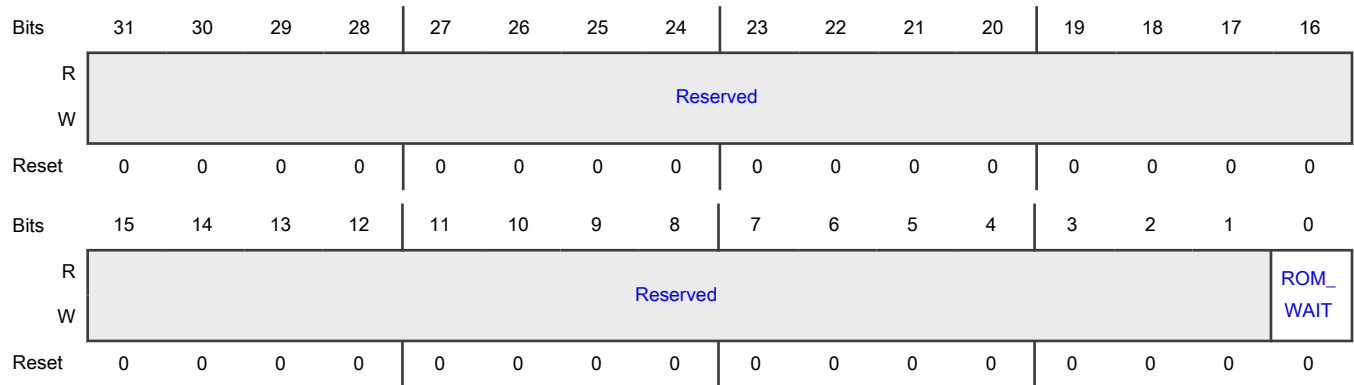 Bits 31 30 29 28 27 26 25 24 23 22 21 20 19 18 17 16
R
Reserved
W
Reset 0 0 0 0 0 0 0 0 0 0 0 0 0 0 0 0
Bits 15 14 13 12 11 10 9 8 7 6 5 4 3 2 1 0
R
Reserved ROM_
W WAIT
Reset 0 0 0 0 0 0 0 0 0 0 0 0 0 0 0 0